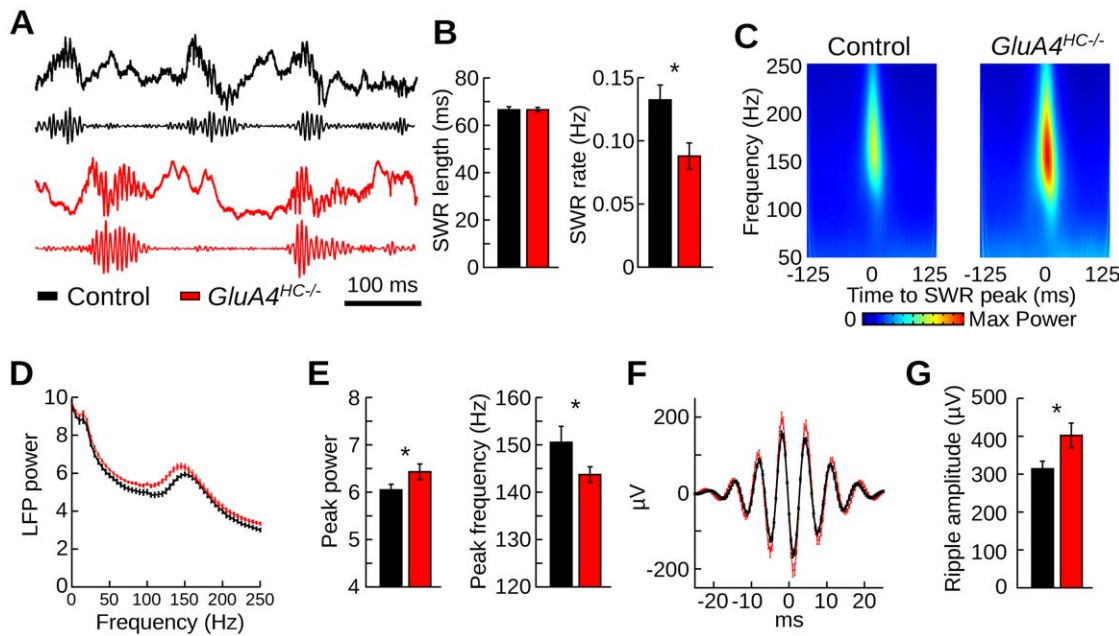 A
Control
GluA4HC-/-
100 ms
B
SWR length (ms)
80
70
60
50
40
30
20
10
0
SWR rate (Hz)
0.15
0.10
0.05
0
*
C
Control
GluA4HC-/-
Frequency (Hz)
250
200
150
100
50
-125 0 125
-125 0 125
Time to SWR peak (ms)
0 Max Power
D
LFP power
10
8
6
4
2
0
0 50 100 150 200 250
Frequency (Hz)
E
Peak power
8
7
6
5
4
*
Peak frequency (Hz)
160
150
140
130
120
*
F
µV
200
0
-200
-20 -10 0 10 20
ms
G
Ripple amplitude (µV)
500
400
300
200
100
0
*